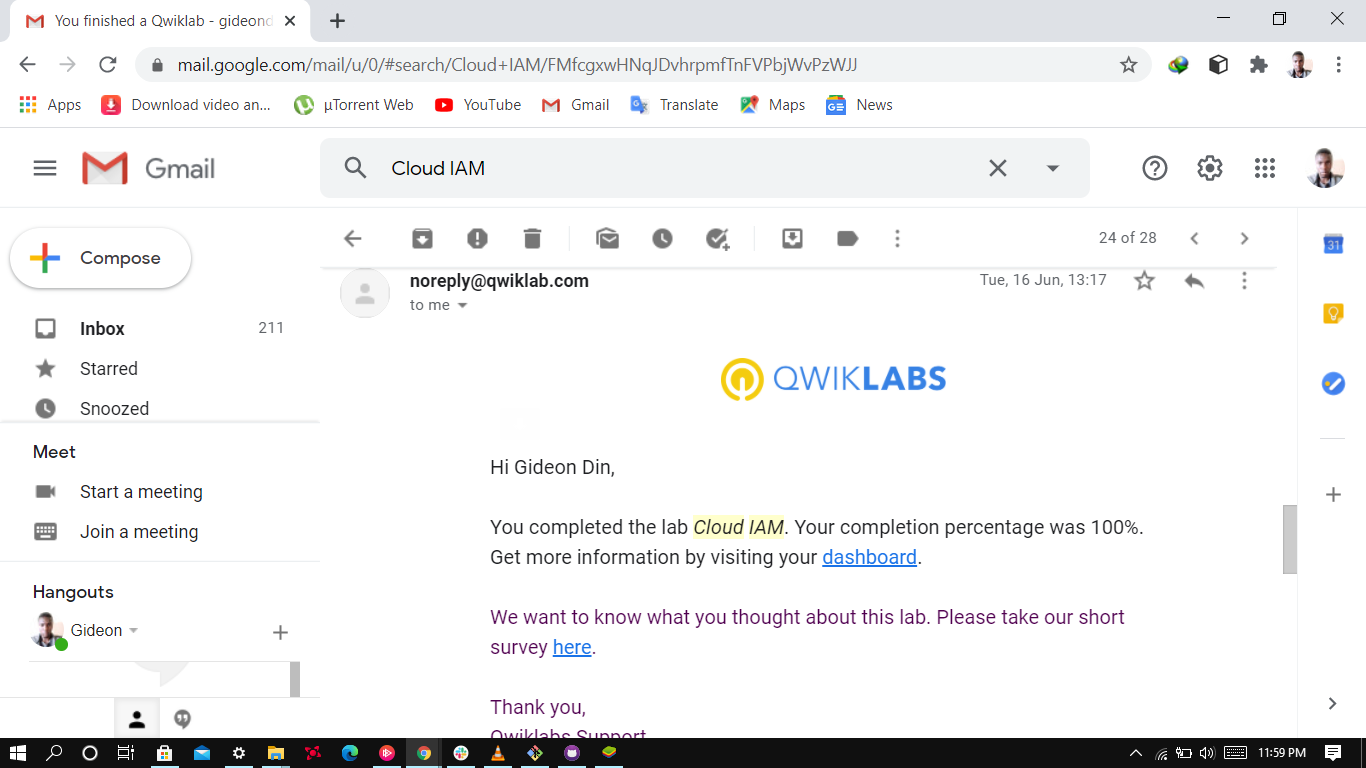 You finished a Qwiklab - gideond
mail.google.com/mail/u/0/#search/Cloud+IAM/FMfcgxwHNqJDvhrpmfTnFVPbjWvPzWJJ
Apps
Download video an...
µTorrent Web
YouTube
Gmail
Translate
Maps
News
Gmail
Cloud IAM
Compose
24 of 28
31
noreply@qwiklab.com
Tue, 16 Jun, 13:17
to me
Inbox 211
Starred
Snoozed
Meet
Start a meeting
Join a meeting
Hangouts
Gideon
QWIKLABS
Hi Gideon Din,
You completed the lab Cloud IAM. Your completion percentage was 100%.
Get more information by visiting your dashboard.
We want to know what you thought about this lab. Please take our short
survey here.
Thank you,
Qwiklabs Support
11:59 PM